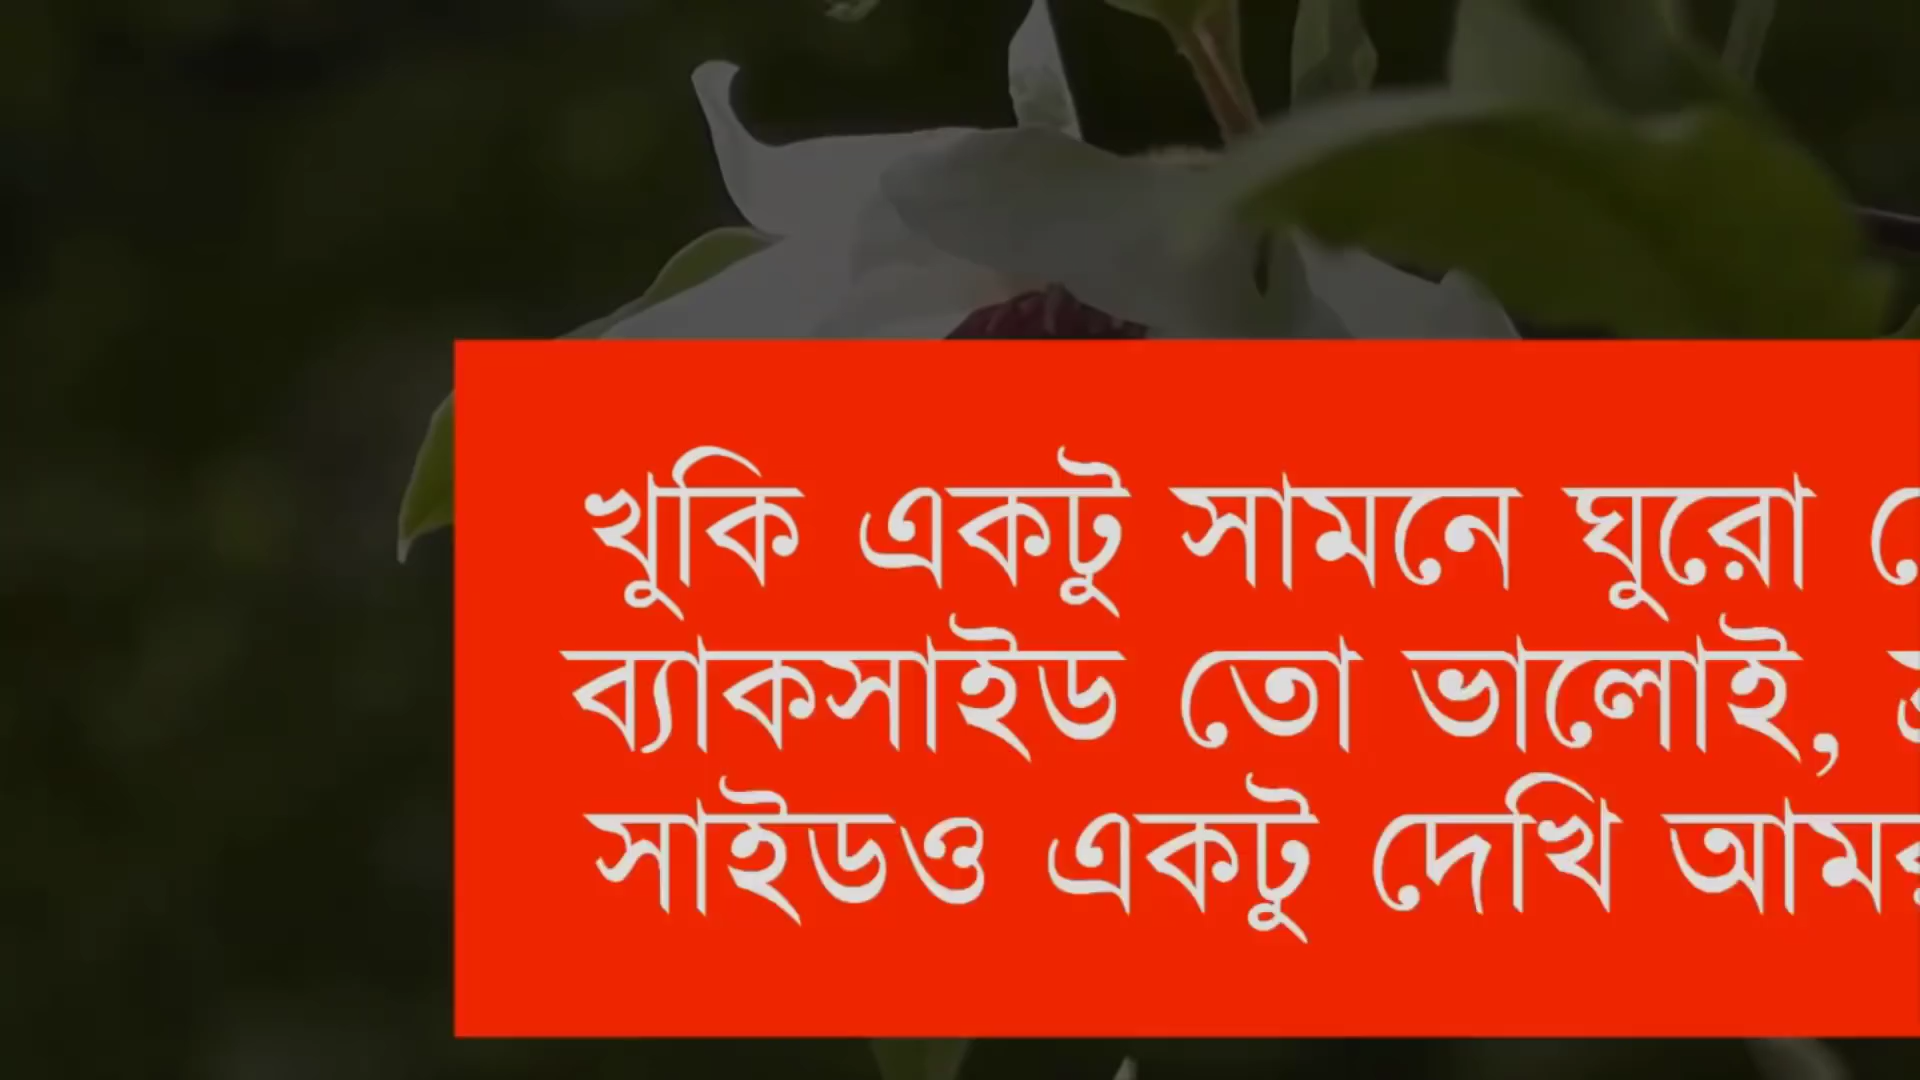 খুকি একটু সামনে ঘুরো
ব্যাকসাইড তো ভালোই,
সাইডও একটু দেখি